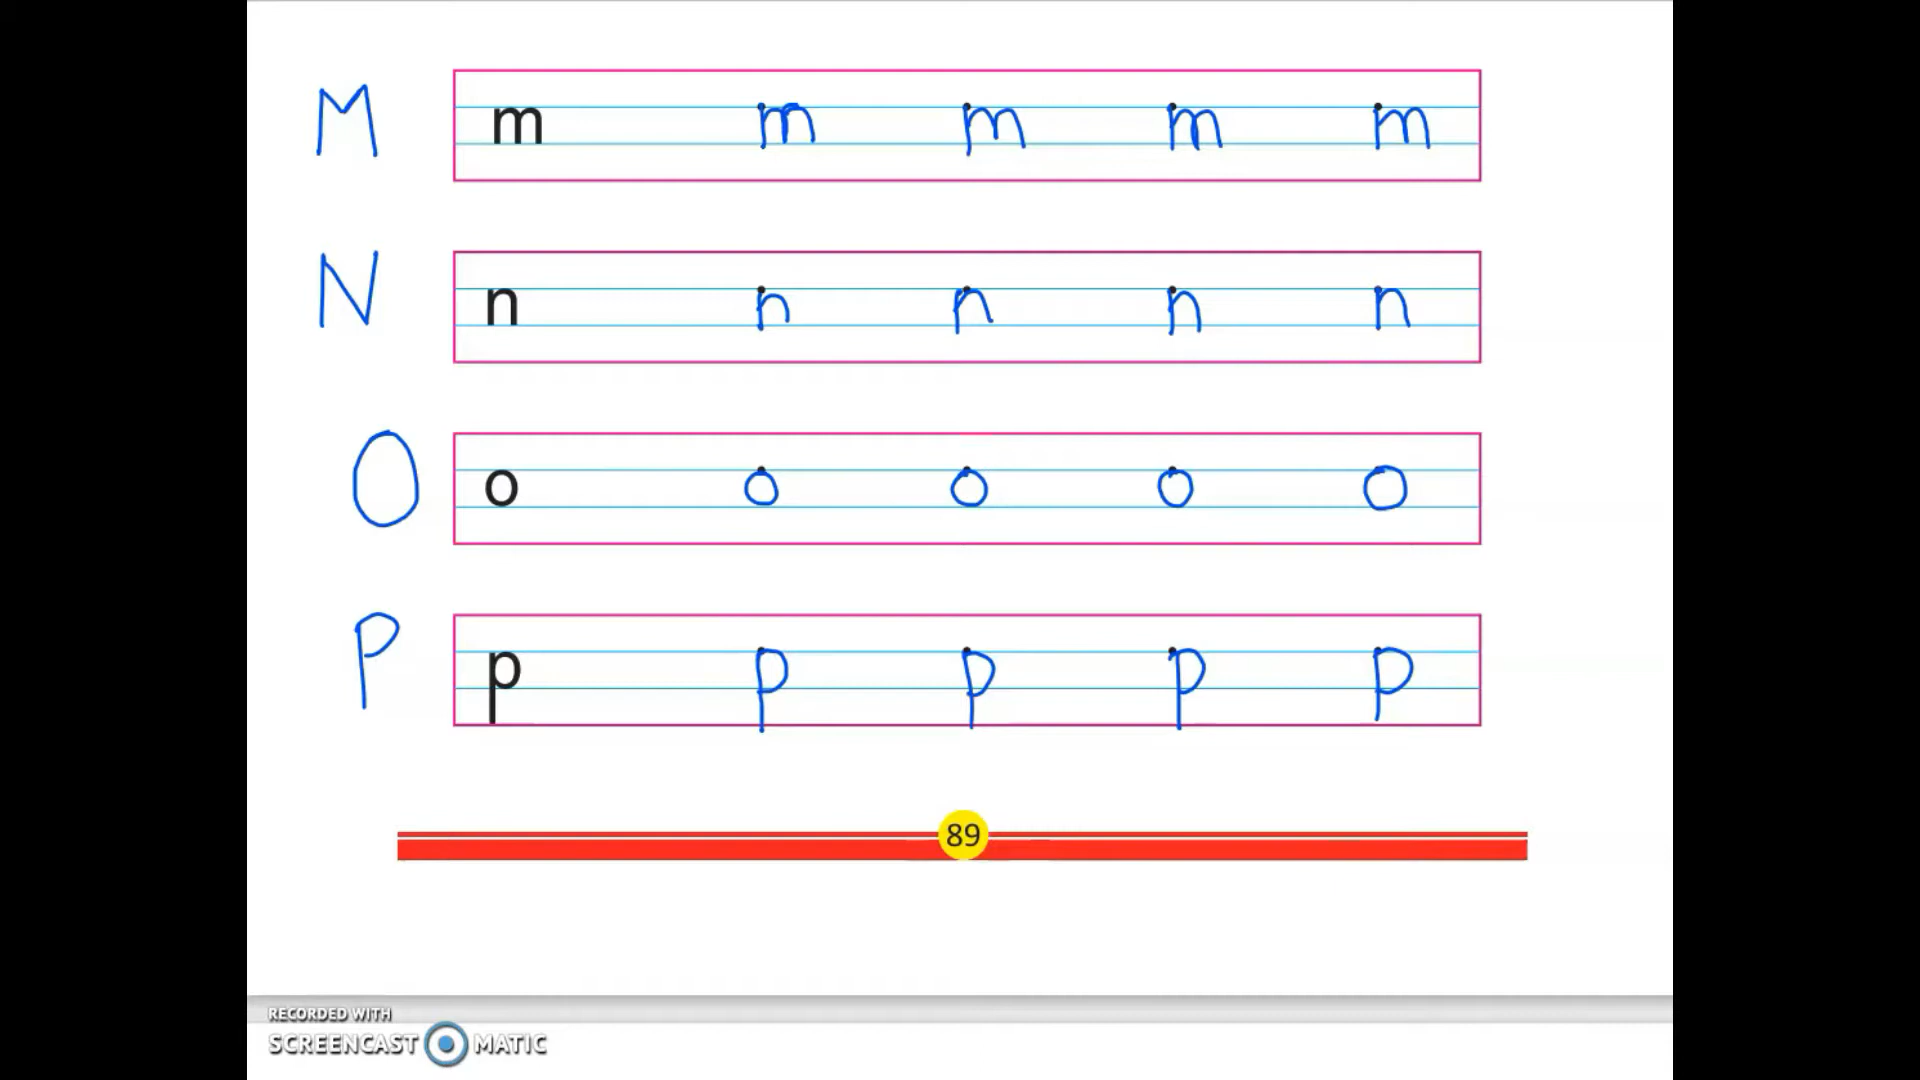 M m m m m m
N n n n n n
O o o o o o
P p p p p p
89
RECORDED WITH
SCREENCAST MATIC